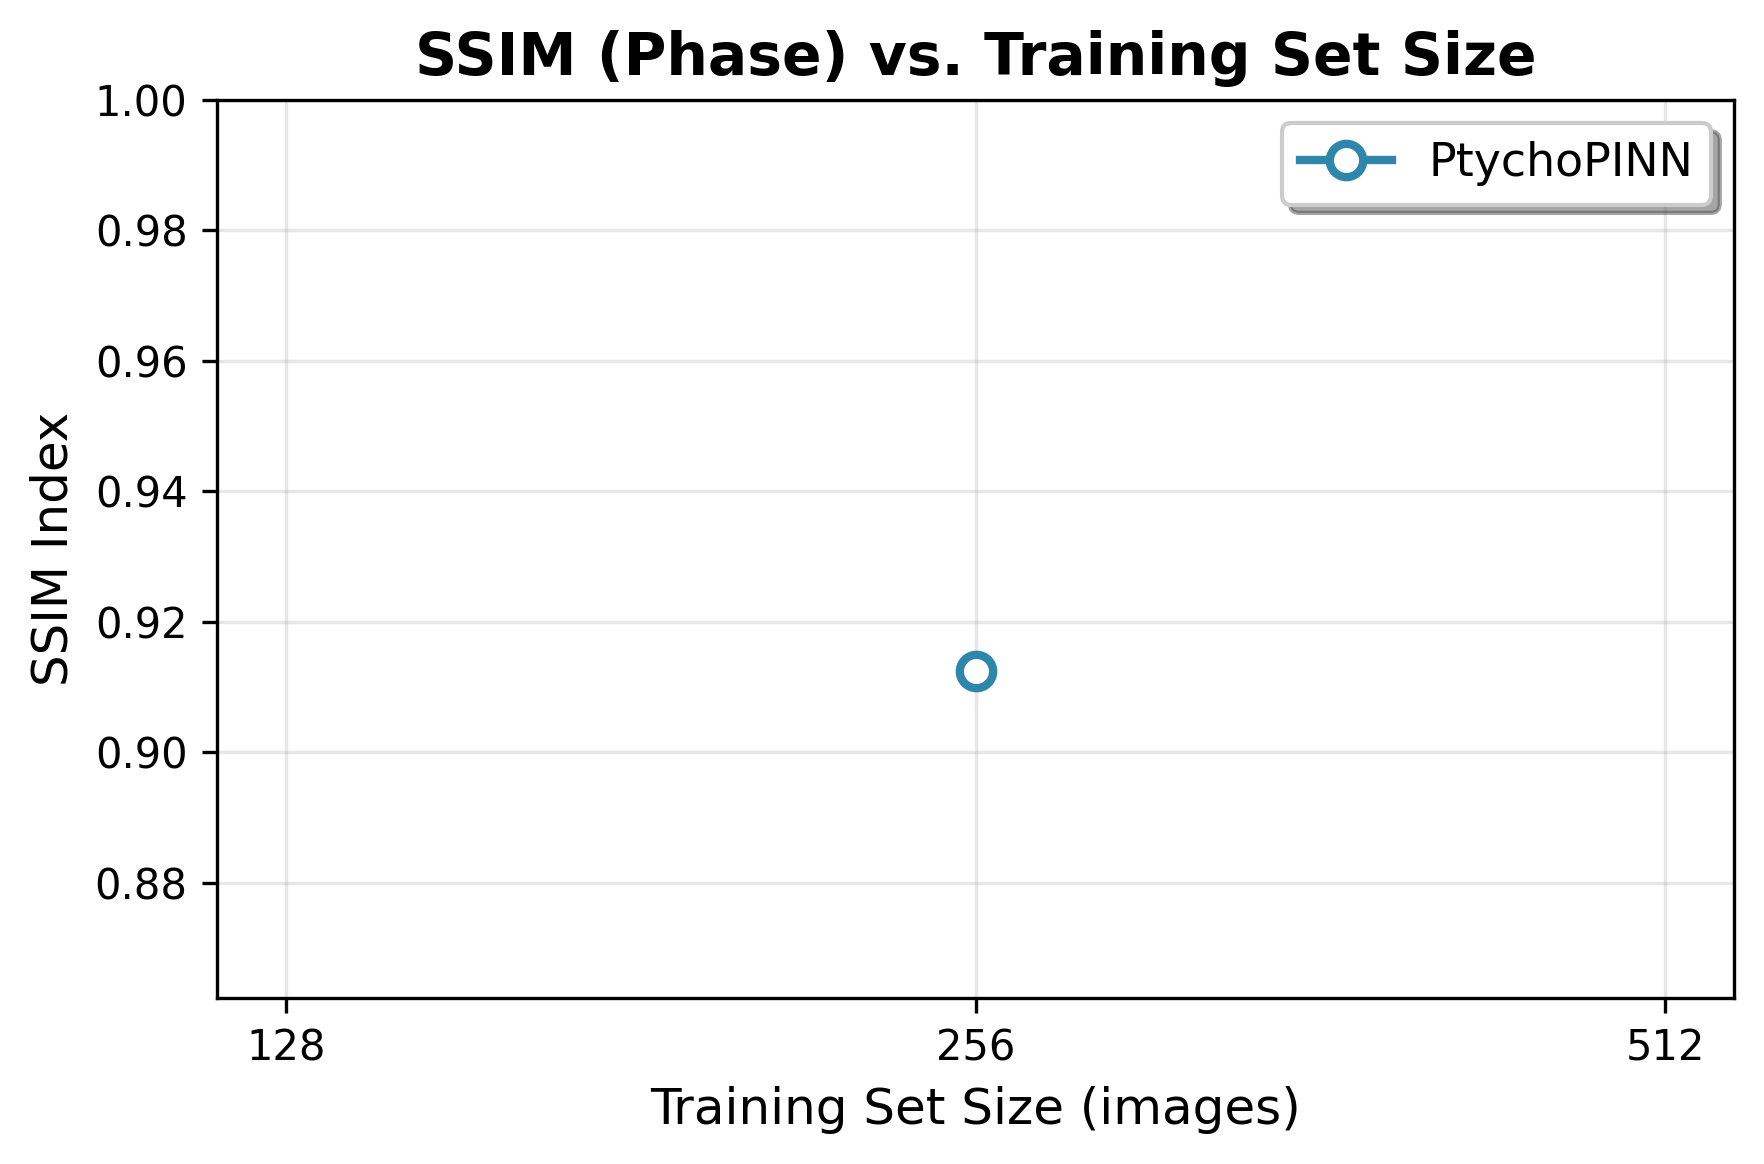 SSIM (Phase) vs. Training Set Size
1.00
0.98
0.96
0.94
0.92
0.90
0.88
SSIM Index
PtychoPINN
128
256
512
Training Set Size (images)